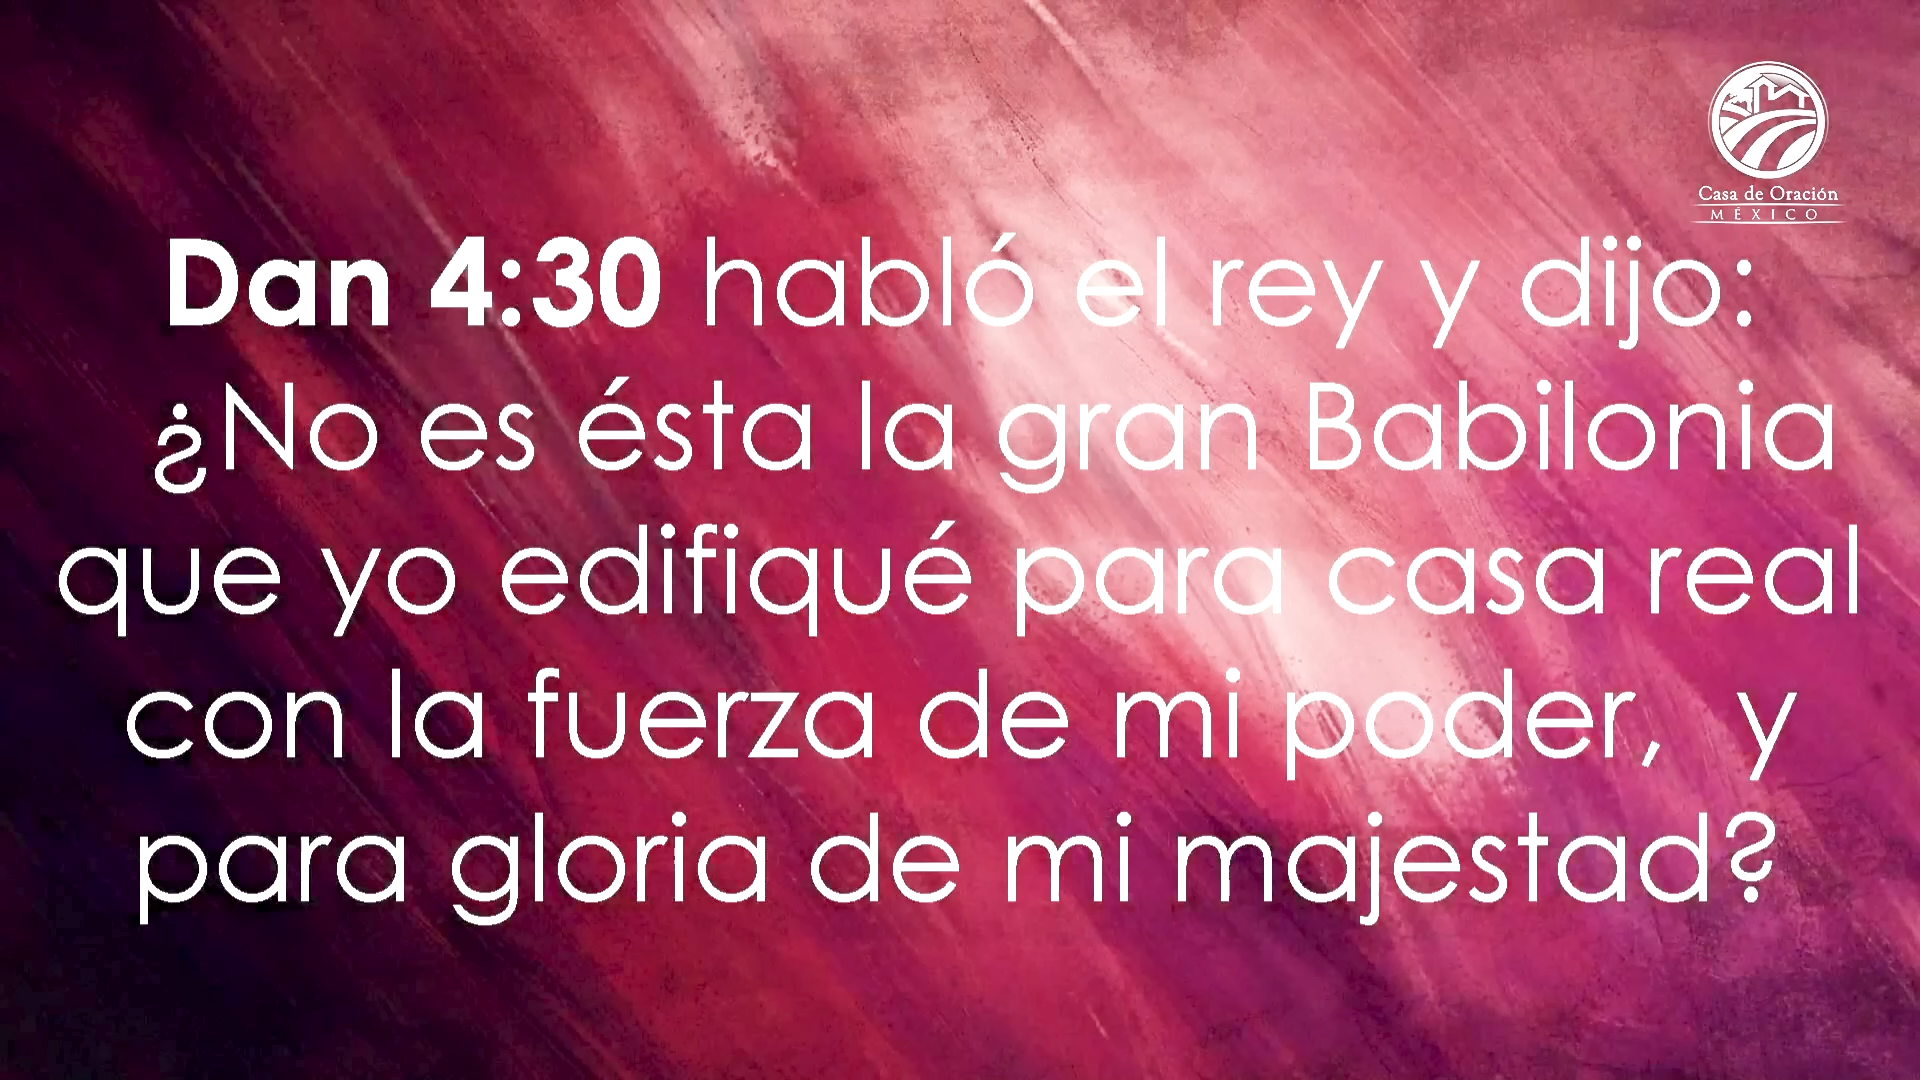 Casa de Oración
MÉXICO
Dan 4:30 habló el rey y dijo:
¿No es ésta la gran Babilonia
que yo edifiqué para casa real
con la fuerza de mi poder, y
para gloria de mi majestad?